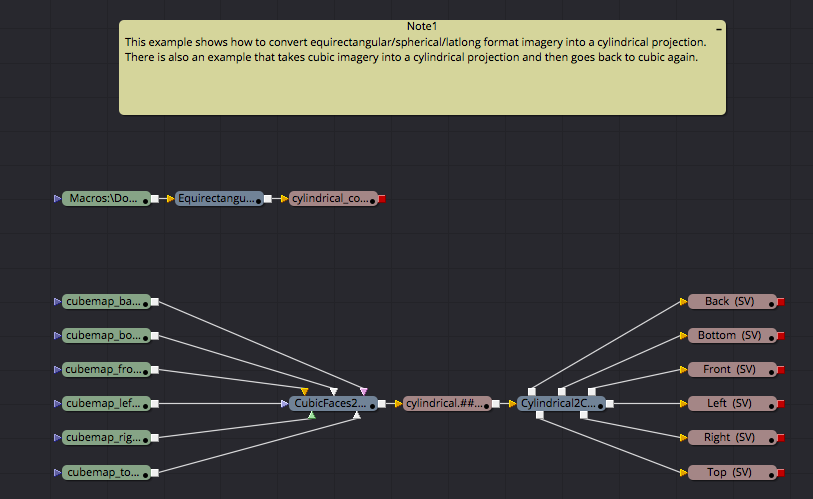 Note1
This example shows how to convert equirectangular/spherical/latlong format imagery into a cylindrical projection.
There is also an example that takes cubic imagery into a cylindrical projection and then goes back to cubic again.
Macros:\Do...
Equirectangu...
cylindrical_co...
cubemap_ba...
Back (SV)
cubemap_bo...
Bottom (SV)
cubemap_fro...
Front (SV)
cubemap_lef...
CubicFaces2...
cylindrical.##...
Cylindrical2C...
Left (SV)
cubemap_rig...
Right (SV)
cubemap_to...
Top (SV)